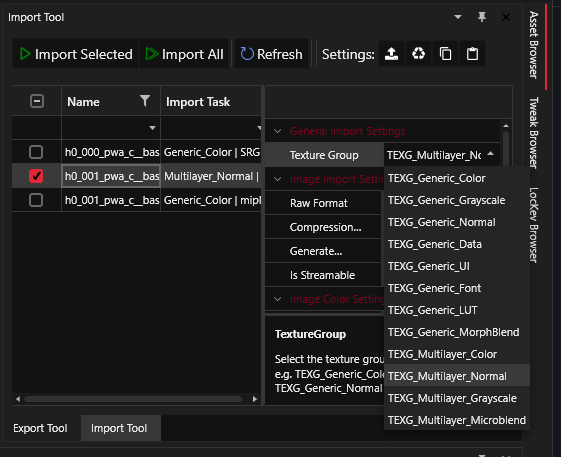 Import Tool
Import Selected Import All Refresh Settings:
Name Import Task
General Import Settings
h0_000_pwa_c__bas Generic_Color | SRG Texture Group TEXG_Multilayer_No
h0_001_pwa_c__bas Multilayer_Normal | Image Import Setting
h0_001_pwa_c__bas Generic_Color | mipl Raw Format
Compression...
Generate...
Is Streamable
Image Color Setting
TEXG_Generic_Color
TEXG_Generic_Grayscale
TEXG_Generic_Normal
TEXG_Generic_Data
TEXG_Generic_UI
TEXG_Generic_Font
TEXG_Generic_LUT
TEXG_Generic_MorphBlend
TEXG_Multilayer_Color
TEXG_Multilayer_Normal
TEXG_Multilayer_Grayscale
TEXG_Multilayer_Microblend
TextureGroup
Select the texture grou
e.g. TEXG_Generic_Colo
TEXG_Generic_Normal
Export Tool Import Tool
Asset Browser
Tweak Browser
LocKey Browser